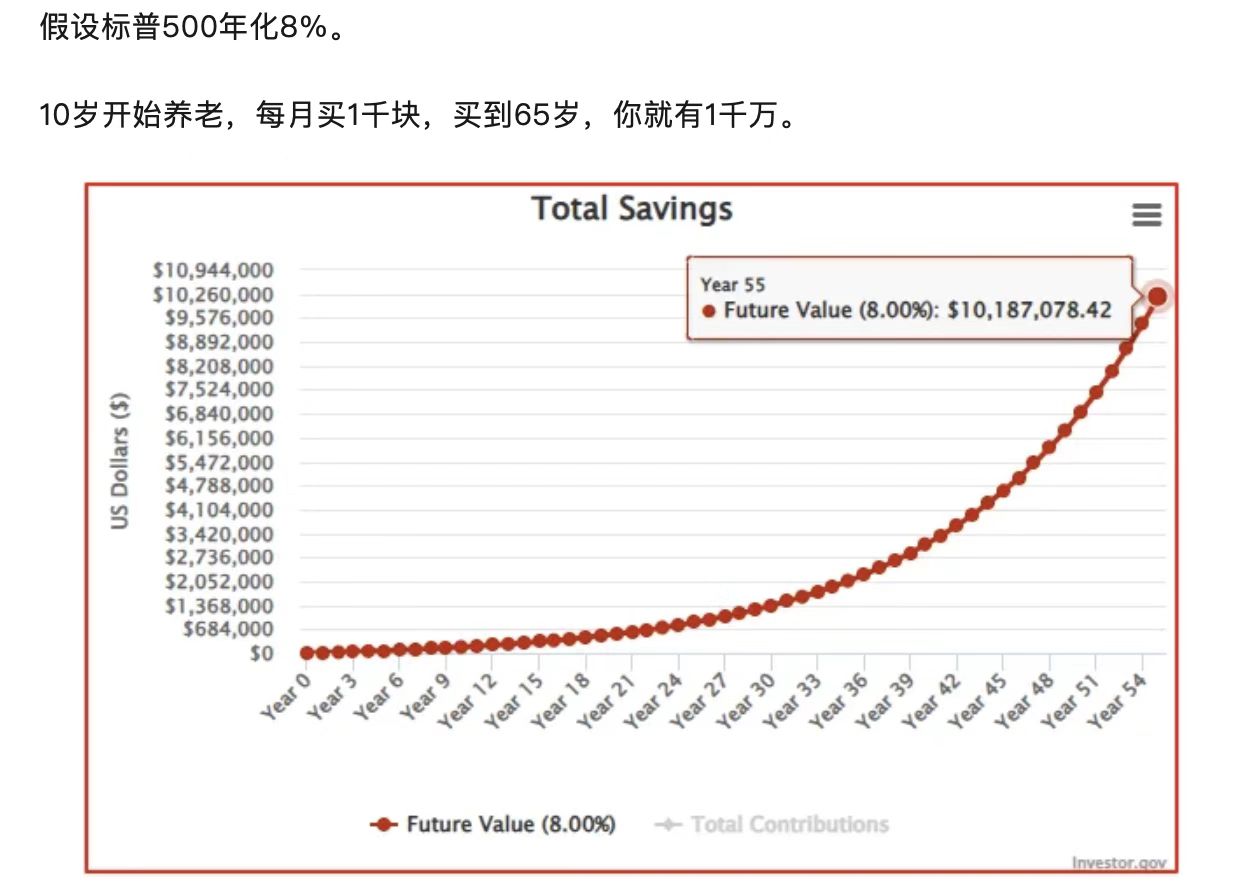 假设标普500年化8%。
10岁开始养老，每月买1千块，买到65岁，你就有1千万。
Total Savings
$10,944,000
$10,260,000
$9,576,000
$8,892,000
$8,208,000
$7,524,000
$6,840,000
$6,156,000
$5,472,000
$4,788,000
$4,104,000
$3,420,000
$2,736,000
$2,052,000
$1,368,000
$684,000
$0
US Dollars ($)
Year 55
Future Value (8.00%): $10,187,078.42
Year 0
Year 3
Year 6
Year 9
Year 12
Year 15
Year 18
Year 21
Year 24
Year 27
Year 30
Year 33
Year 36
Year 39
Year 42
Year 45
Year 48
Year 51
Year 54
Future Value (8.00%)
Total Contributions
Investor.gov